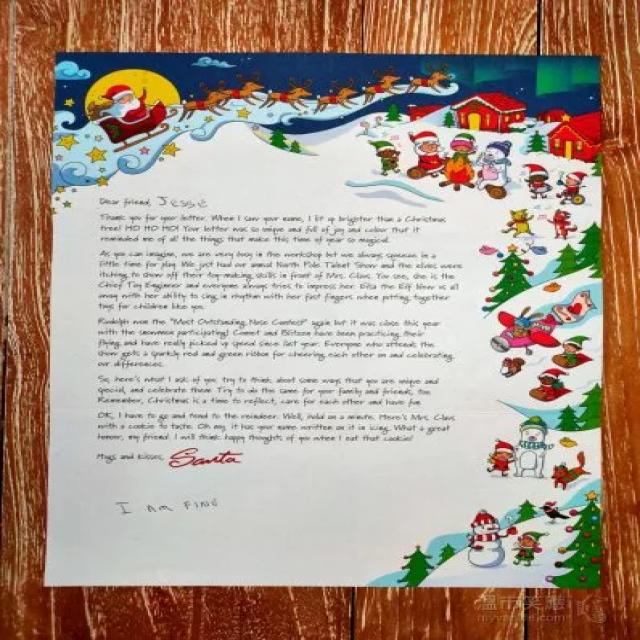 Dear friend, Jesse
Thank you for your letter. When I saw your name, I lit up brighter than a Christmas
tree! HO HO HO! Your letter was so unique and full of joy and colour that it
reminded me of all the things that make this time of year so magical.
As you can imagine, we are very busy in the workshop but we always squeeze in a
little time for play. We just had our annual North Pole Talent Show and the elves were
itching to show off their toy-making skills in front of Mrs. Claus. You see, she is the
Chief Toy Engineer and everyone always tries to impress her. Elsa the Elf blew us all
away with her ability to sing in rhythm with her fast fingers when putting together
toys for children like you.
Rudolph won the "Most Outstanding Nose Contest" again but it was close this year
with the snowmen participating! Comet and Blitzen have been practicing their
flying and have really picked up speed since last year. Everyone who attends the
show gets a sparkly red and green ribbon for cheering each other on and celebrating
our differences.
So, here's what I ask of you, try to think about some ways that you are unique and
special, and celebrate them. Try to do the same for your family and friends, too.
Remember, Christmas is a time to reflect, care for each other and have fun.
OK, I have to go and tend to the reindeer. Well, hold on a minute. Here's Mrs. Claus
with a cookie to taste. Oh my, it has your name written on it in icing. What a great
honour, my friend. I will think happy thoughts of you when I eat that cookie!
Hugs and kisses, Santa
I AM FINE